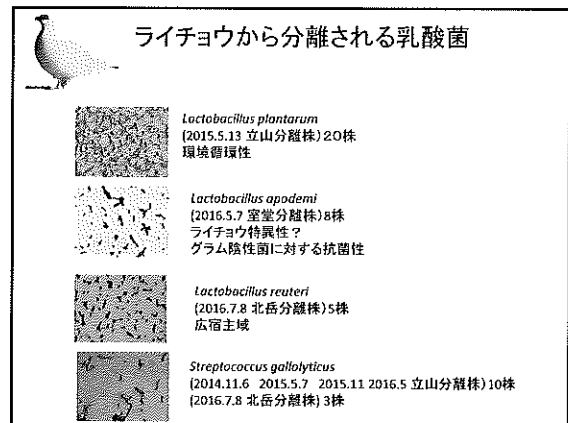 ライチョウから分離される乳酸菌
Lactobacillus plantarum
(2015.5.13 立山分離株)20株
環境循環性
Lactobacillus apodemi
(2016.5.7 室堂分離株)8株
ライチョウ特異性?
グラム陰性菌に対する抗菌性
Lactobacillus reuteri
(2016.7.8 北岳分離株)5株
広宿主域
Streptococcus gallolyticus
(2014.11.6 2015.5.7 2015.11 2016.5 立山分離株)10株
(2016.7.8 北岳分離株) 3株